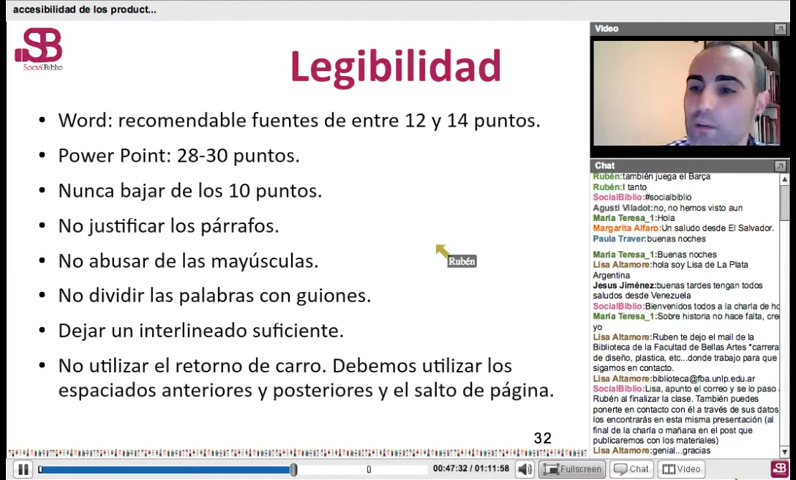 accesibilidad de los product...
SB
SocialBiblio
Legibilidad
• Word: recomendable fuentes de entre 12 y 14 puntos.
• Power Point: 28-30 puntos.
• Nunca bajar de los 10 puntos.
• No justificar los párrafos.
• No abusar de las mayúsculas.
• No dividir las palabras con guiones.
• Dejar un interlineado suficiente.
• No utilizar el retorno de carro. Debemos utilizar los
espaciados anteriores y posteriores y el salto de página.
Rubén
32
Video
Chat
Rubén:también juega el Barça
Rubén:I tanto
SocialBiblio:#socialbiblio
Agusti Viladot:no, no hemos visto aun
María Teresa_1:Hola
Margarita Alfaro:Un saludo desde El Salvador.
Paula Traver:buenas noches
María Teresa_1:Buenas noches
Lisa Altamore:hola soy Lisa de La Plata
Argentina
Jesus Jiménez:buenas tardes tengan todos
saludos desde Venezuela
SocialBiblio:Bienvenidos todos a la charla de ho
María Teresa_1:Sobre historia no hace falta, cre
yo
Lisa Altamore:Ruben te dejo el mail de la
Biblioteca de la Facultad de Bellas Artes "carrera
de diseño, plastica, etc...donde trabajo para que
sigamos en contacto.
Lisa Altamore:biblioteca@fba.unlp.edu.ar
SocialBiblio:Lisa, apunto el correo y se lo paso
Rubén al finalizar la clase. También puedes
ponerte en contacto con él a través de sus datos
los encontrarás en esta misma presentación (al
final de la charla o mañana en el post que
publicaremos con los materiales)
Lisa Altamore:genial...gracias
00:47:32 / 01:11:58
Fullscreen
Chat
Video
SB